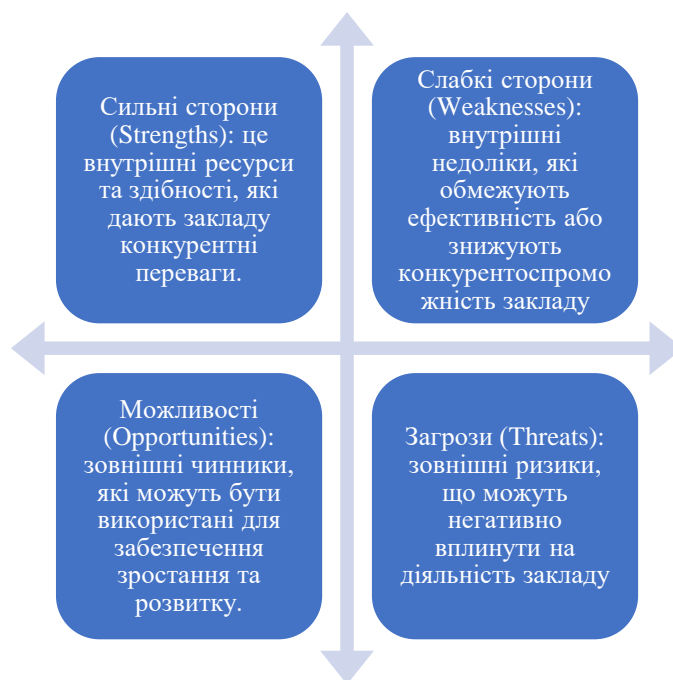 Сильні сторони
(Strengths): це
внутрішні ресурси
та здібності, які
дають закладу
конкурентні
переваги.
Слабкі сторони
(Weaknesses):
внутрішні
недоліки, які
обмежують
ефективність або
знижують
конкурентоспромо
жність закладу
Можливості
(Opportunities):
зовнішні чинники,
які можуть бути
використані для
забезпечення
зростання та
розвитку.
Загрози (Threats):
зовнішні ризики,
що можуть
негативно
вплинути на
діяльність закладу